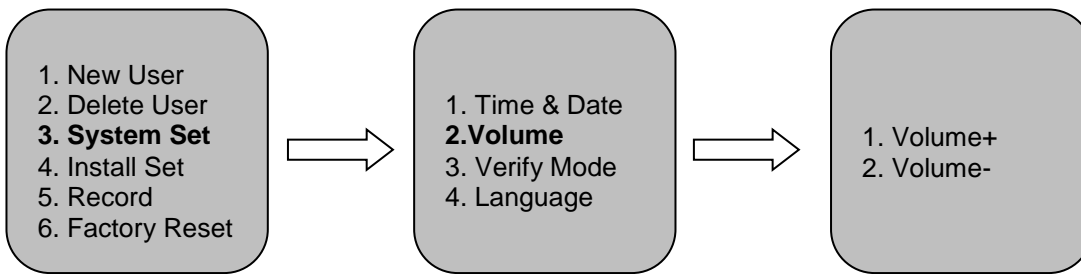 1. New User
2. Delete User
3. System Set
4. Install Set
5. Record
6. Factory Reset
1. Time & Date
2.Volume
3. Verify Mode
4. Language
1. Volume+
2. Volume-